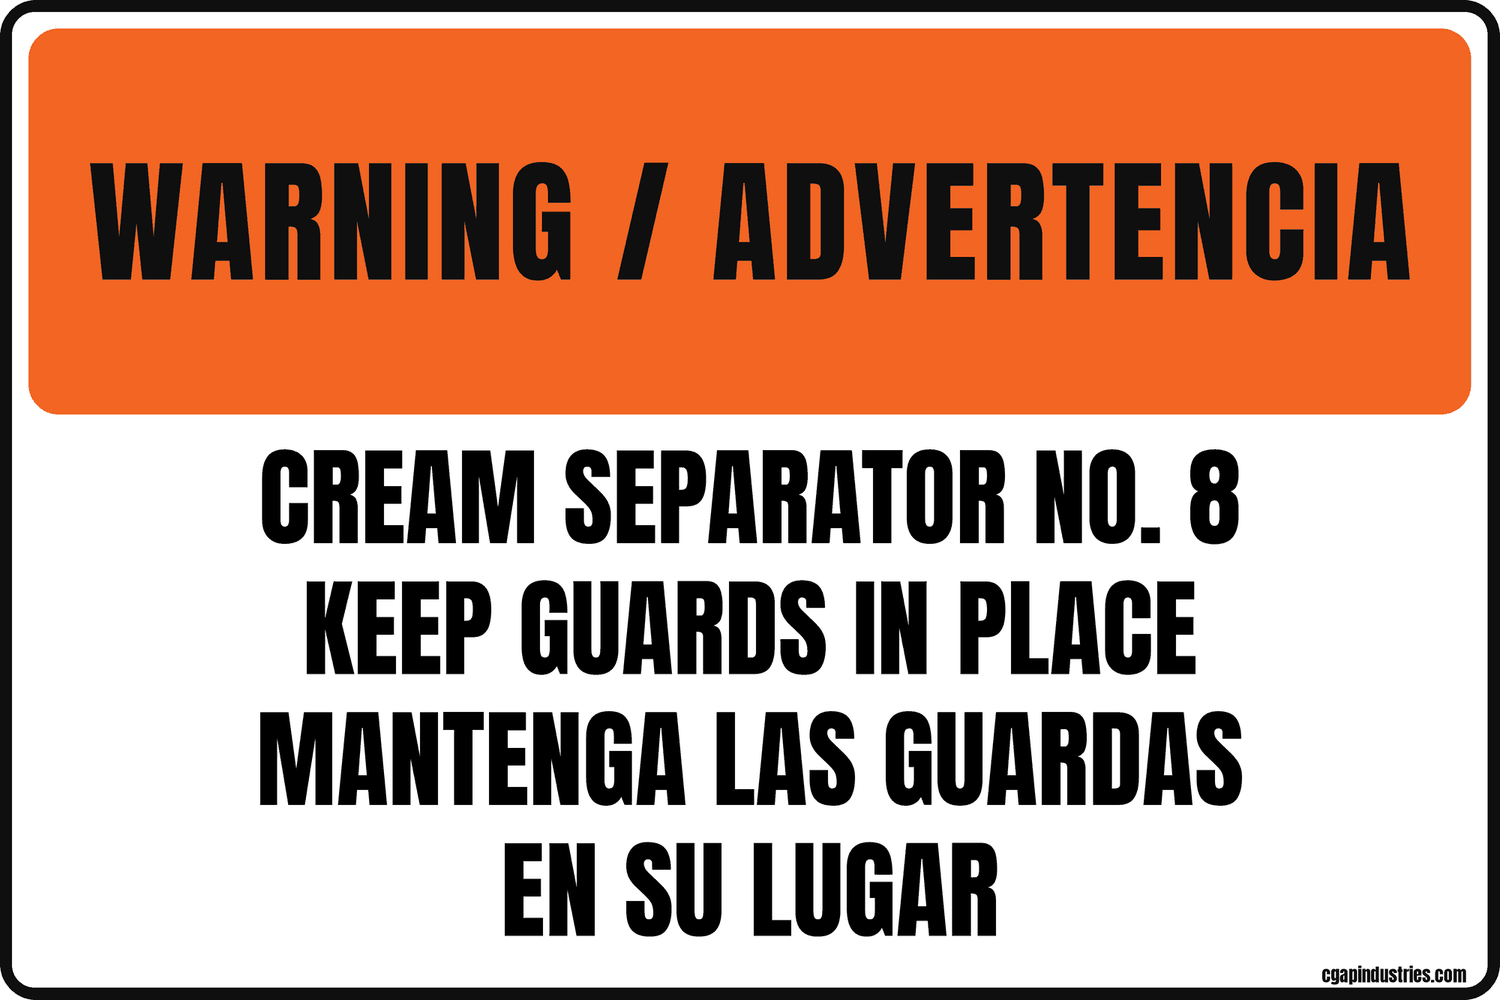 WARNING / ADVERTENCIA
CREAM SEPARATOR NO. 8
KEEP GUARDS IN PLACE
MANTENGA LAS GUARDAS
EN SU LUGAR
cgapindustries.com